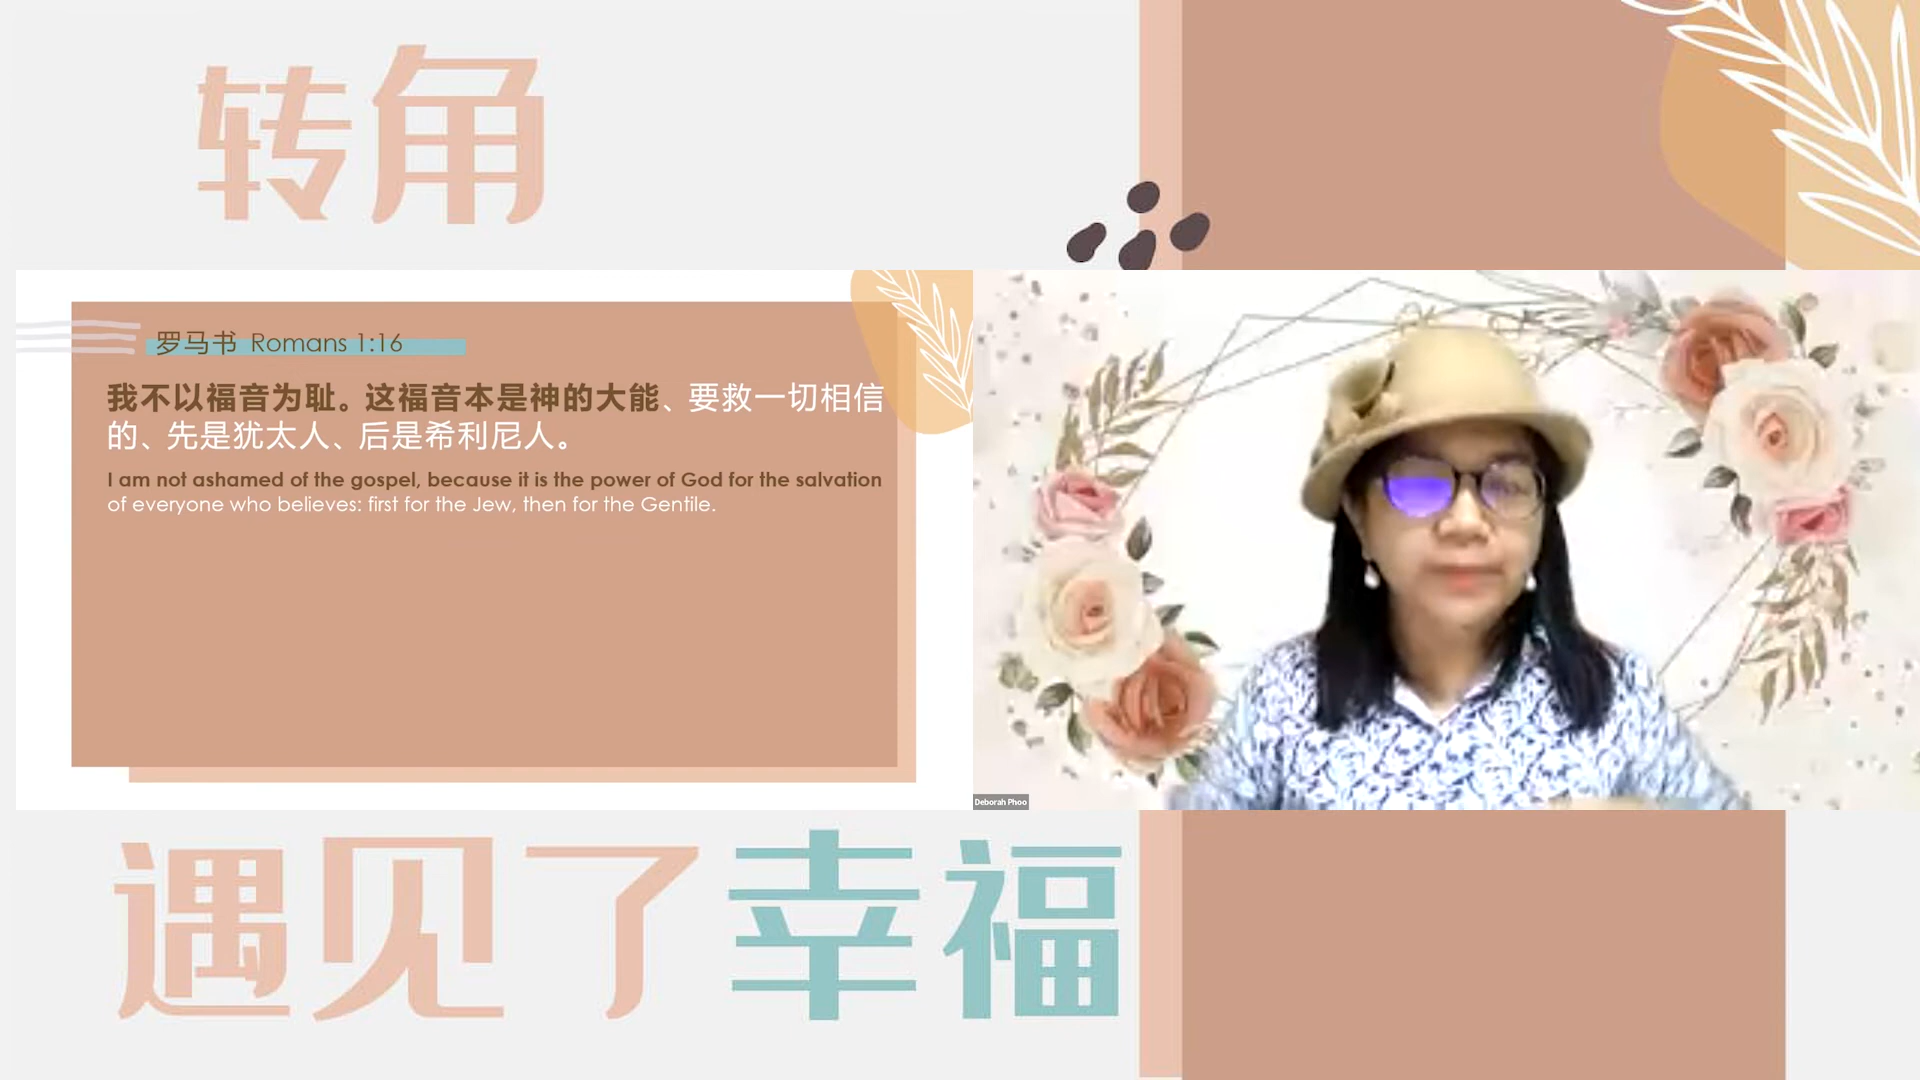 转角
罗马书 Romans 1:16
我不以福音为耻。这福音本是神的大能、要救一切相信
的、先是犹太人、后是希利尼人。
I am not ashamed of the gospel, because it is the power of God for the salvation
of everyone who believes: first for the Jew, then for the Gentile.
Deborah Phoo
遇见了幸福